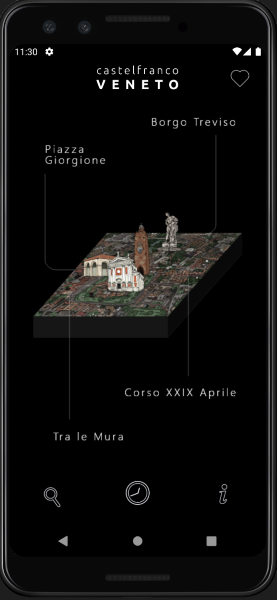 11:30
castelfranco
VENETO
Borgo Treviso
Piazza
Giorgione
Corso XXIX Aprile
Tra le Mura
i